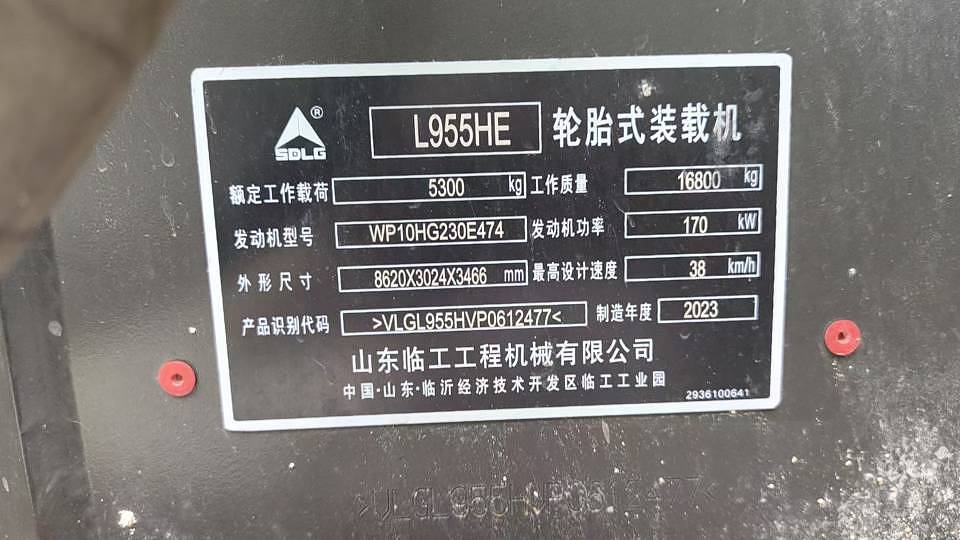 SDLG ® L955HE 轮胎式装载机
额定工作载荷 5300 kg 工作质量 16800 kg
发动机型号 WP10HG230E474 发动机功率 170 kW
外形尺寸 8620X3024X3466 mm 最高设计速度 38 km/h
产品识别代码 >VLGL955HVP0612477< 制造年度 2023
山东临工工程机械有限公司
中国·山东·临沂经济技术开发区临工工业园
2936100641
>VLGL955HVP0612477<